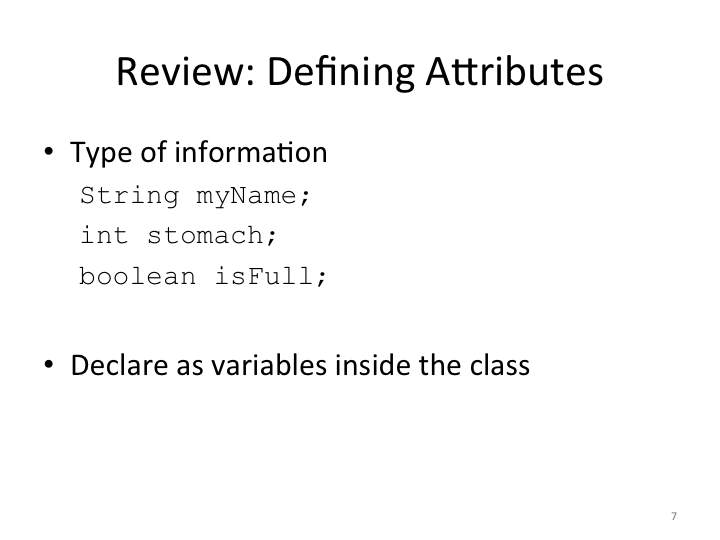 Review: Defining Attributes
• Type of information
String myName;
int stomach;
boolean isFull;
• Declare as variables inside the class
7